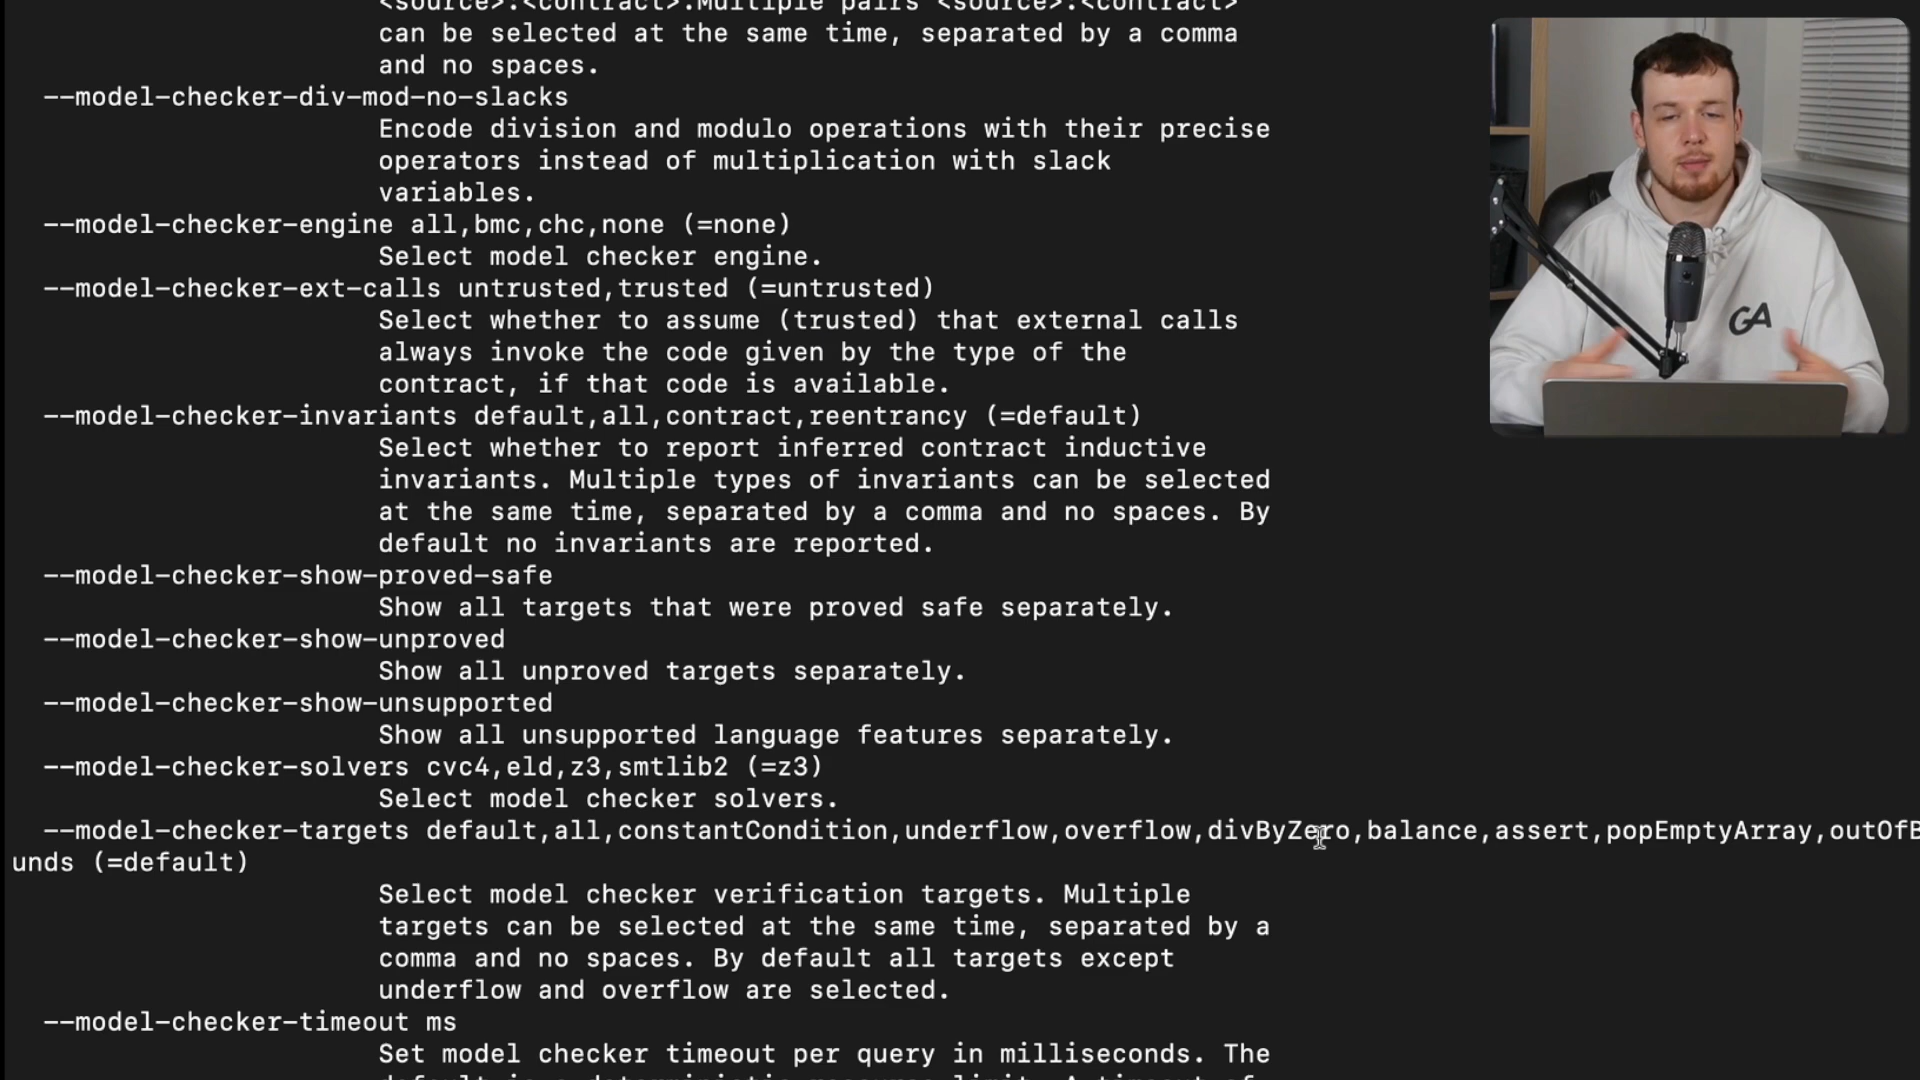 <source>:<contract>.Multiple pairs <source>:<contract>
can be selected at the same time, separated by a comma
and no spaces.
--model-checker-div-mod-no-slacks
Encode division and modulo operations with their precise
operators instead of multiplication with slack
variables.
--model-checker-engine all,bmc,chc,none (=none)
Select model checker engine.
--model-checker-ext-calls untrusted,trusted (=untrusted)
Select whether to assume (trusted) that external calls
always invoke the code given by the type of the
contract, if that code is available.
--model-checker-invariants default,all,contract,reentrancy (=default)
Select whether to report inferred contract inductive
invariants. Multiple types of invariants can be selected
at the same time, separated by a comma and no spaces. By
default no invariants are reported.
--model-checker-show-proved-safe
Show all targets that were proved safe separately.
--model-checker-show-unproved
Show all unproved targets separately.
--model-checker-show-unsupported
Show all unsupported language features separately.
--model-checker-solvers cvc4,eld,z3,smtlib2 (=z3)
Select model checker solvers.
--model-checker-targets default,all,constantCondition,underflow,overflow,divByZero,balance,assert,popEmptyArray,outOfB
unds (=default)
Select model checker verification targets. Multiple
targets can be selected at the same time, separated by a
comma and no spaces. By default all targets except
underflow and overflow are selected.
--model-checker-timeout ms
Set model checker timeout per query in milliseconds. The
default is a deterministic resource limit. A timeout of
GA